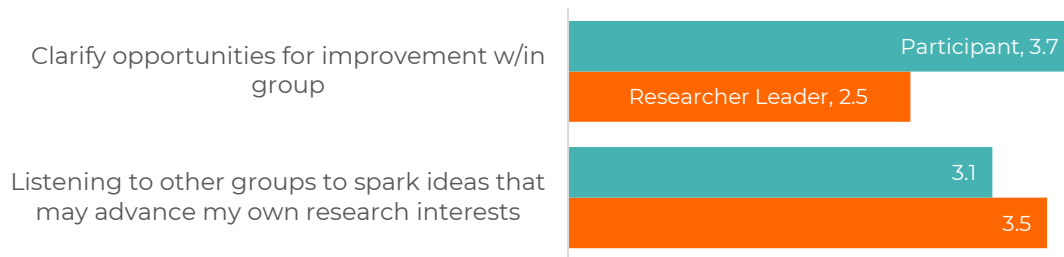 Clarify opportunities for improvement w/in
group
Participant, 3.7
Researcher Leader, 2.5
Listening to other groups to spark ideas that
may advance my own research interests
3.1
3.5